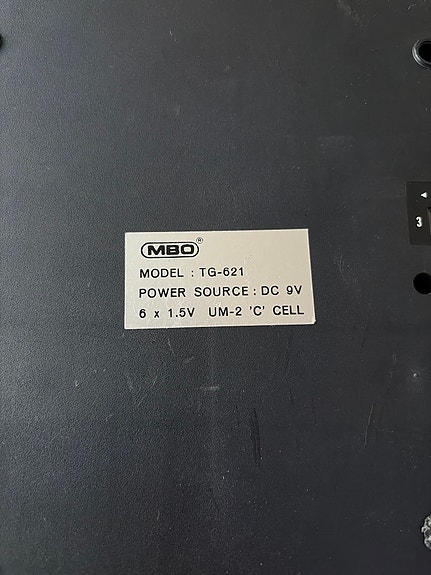 MBO®
MODEL : TG-621
POWER SOURCE : DC 9V
6 x 1.5V UM-2 'C' CELL
◄
3